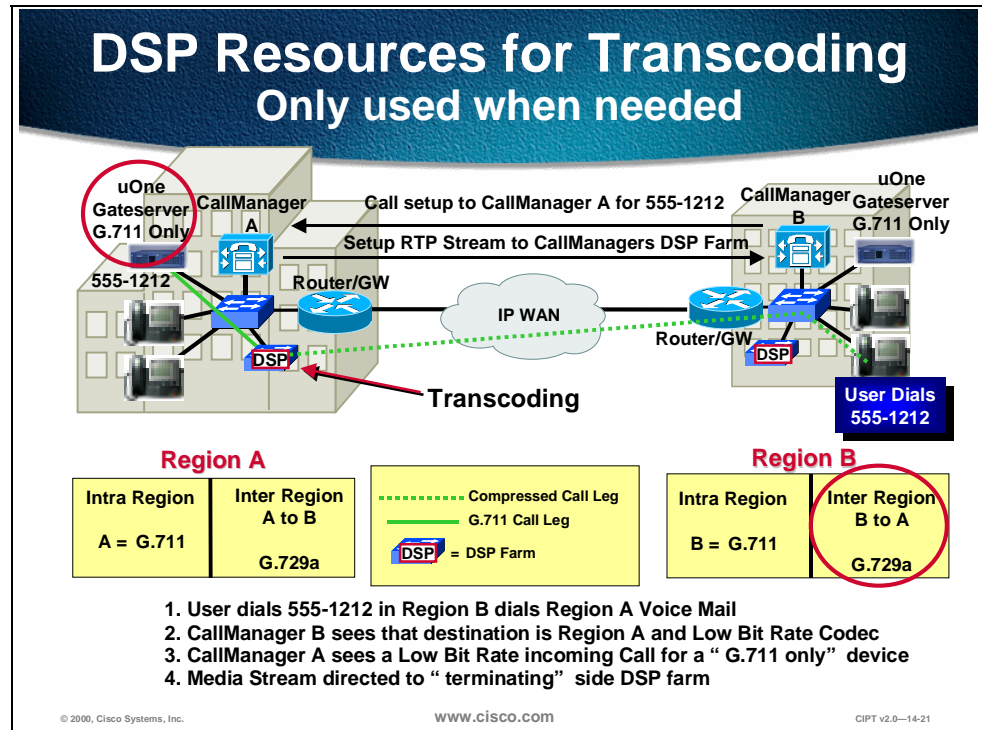 DSP Resources for Transcoding
Only used when needed
uOne
Gateserver
G.711 Only
CallManager
A
Call setup to CallManager A for 555-1212
Setup RTP Stream to CallManagers DSP Farm
CallManager
B
uOne
Gateserver
G.711 Only
555-1212
Router/GW
IP WAN
Router/GW
DSP
DSP
Transcoding
User Dials
555-1212
Region A
Region B
Intra Region
A = G.711
Inter Region
A to B
G.729a
Compressed Call Leg
G.711 Call Leg
DSP = DSP Farm
Intra Region
B = G.711
Inter Region
B to A
G.729a
1. User dials 555-1212 in Region B dials Region A Voice Mail
2. CallManager B sees that destination is Region A and Low Bit Rate Codec
3. CallManager A sees a Low Bit Rate incoming Call for a “ G.711 only” device
4. Media Stream directed to “ terminating” side DSP farm
© 2000, Cisco Systems, Inc.
www.cisco.com
CIPT v2.0—14-21